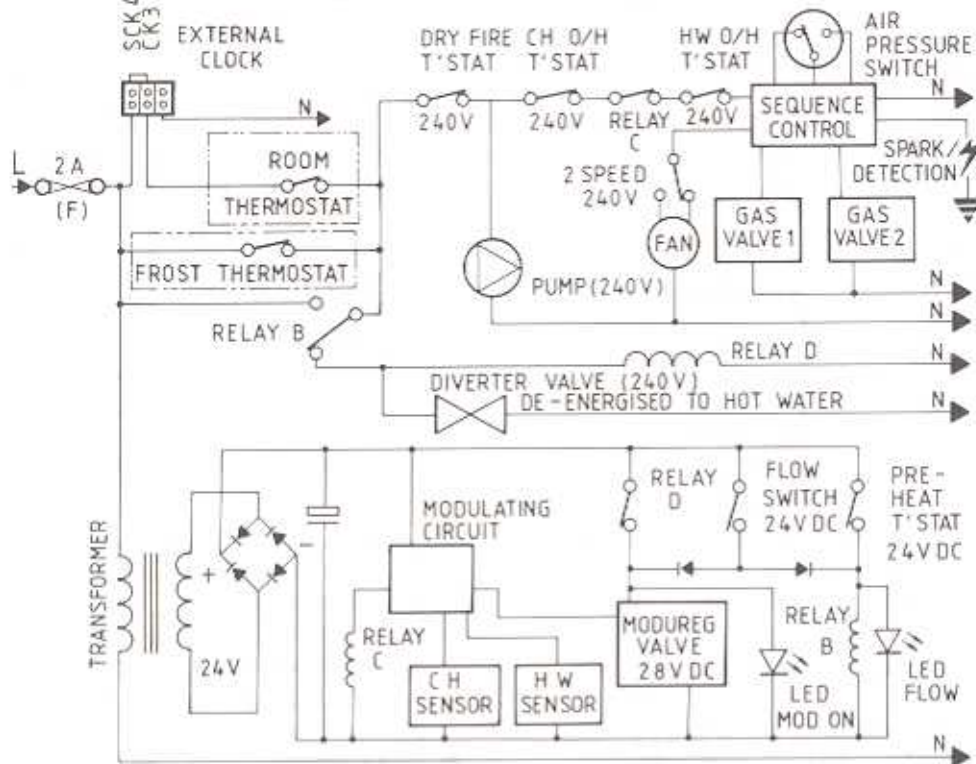 SCK4
CK3
EXTERNAL
CLOCK
N
L
2A
(F)
ROOM
THERMOSTAT
FROST THERMOSTAT
DRY FIRE
T'STAT
240V
CH O/H
T'STAT
240V
RELAY
C
HW O/H
T'STAT
240V
AIR
PRESSURE
SWITCH
N
SEQUENCE
CONTROL
SPARK/
DETECTION
2 SPEED
240V
FAN
GAS
VALVE 1
GAS
VALVE 2
PUMP (240V)
N
N
RELAY B
RELAY D
N
DIVERTER VALVE (240V)
DE-ENERGISED TO HOT WATER
N
TRANSFORMER
24V
+
-
MODULATING
CIRCUIT
RELAY
C
CH
SENSOR
HW
SENSOR
RELAY
D
FLOW
SWITCH
24V DC
PRE-
HEAT
T'STAT
24V DC
MODUREG
VALVE
28V DC
LED
MOD ON
RELAY
B
LED
FLOW
N